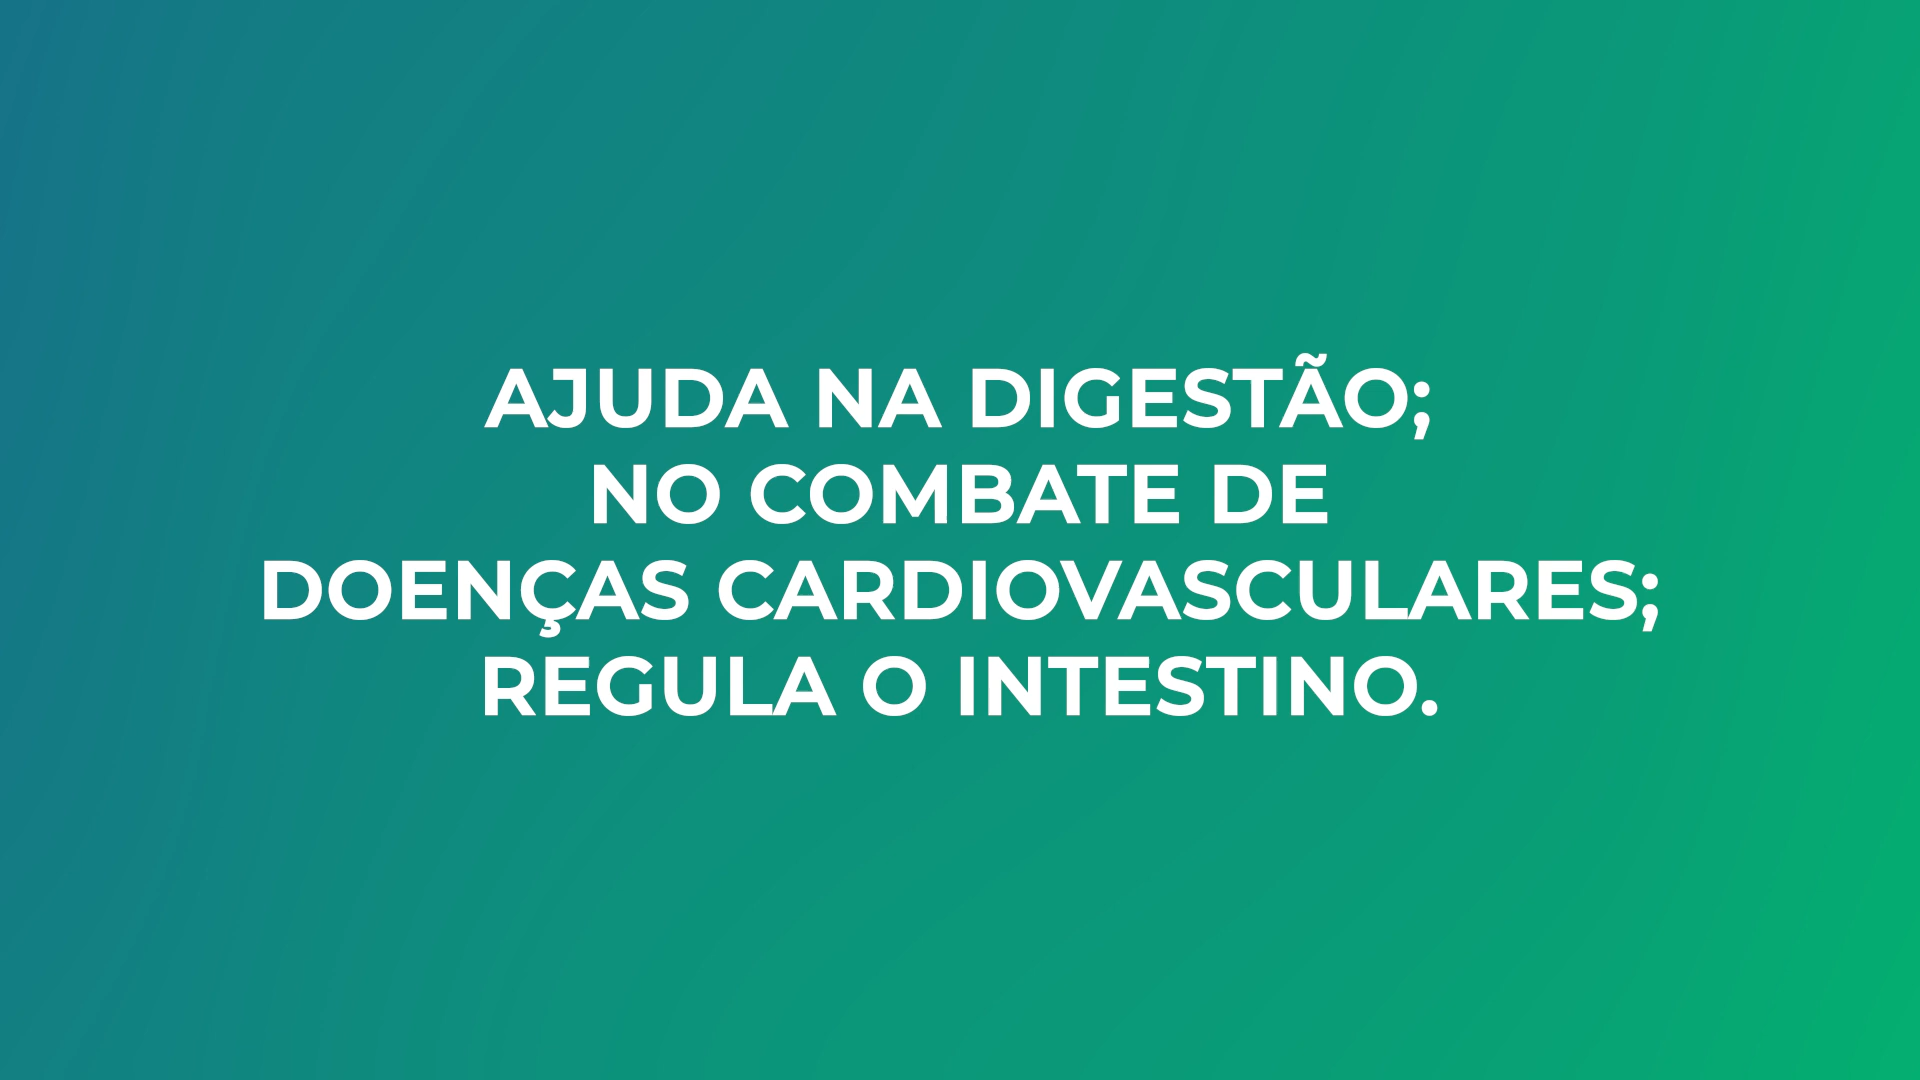 AJUDA NA DIGESTÃO;
NO COMBATE DE
DOENÇAS CARDIOVASCULARES;
REGULA O INTESTINO.